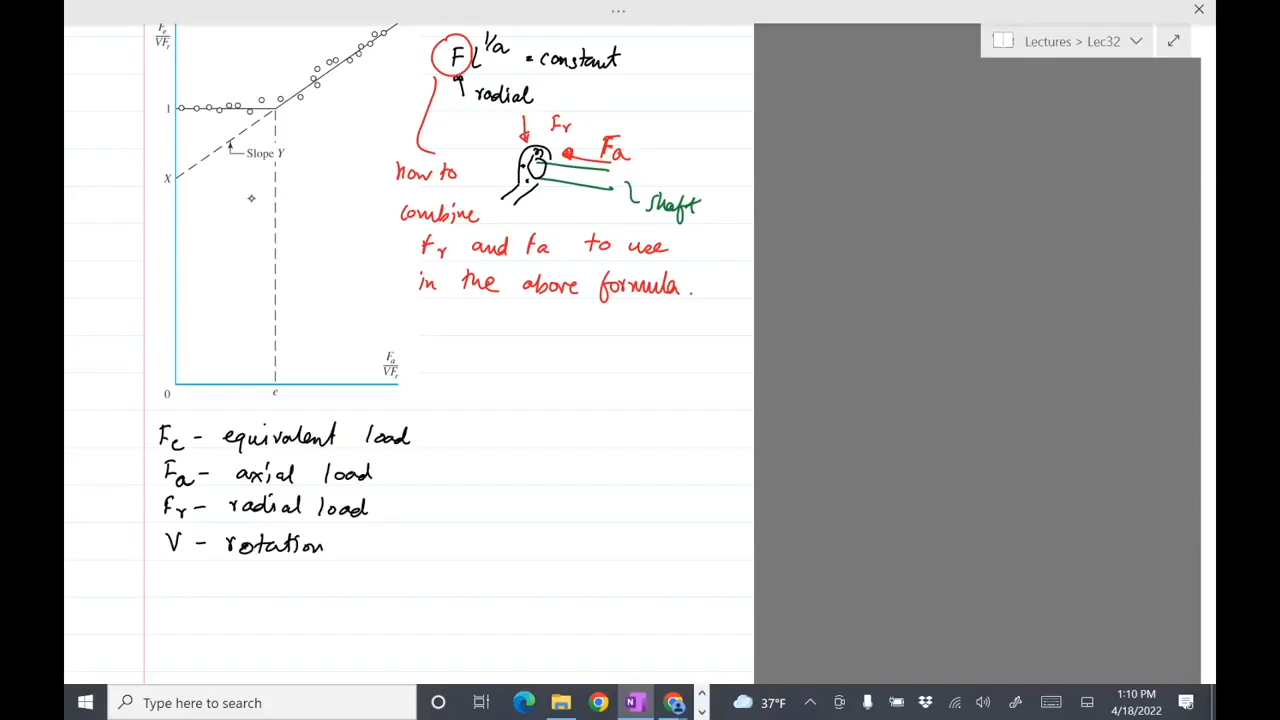 Lectures > Lec32
Fe
VFr
1
X
Slope Y
Fa
VFr
0
e
F L 1/a = constant
radial
Fr
Fa
shaft
how to
combine
Fr and Fa to use
in the above formula.
Fe - equivalent load
Fa - axial load
Fr - radial load
V - rotation
Type here to search
37°F
1:10 PM
4/18/2022